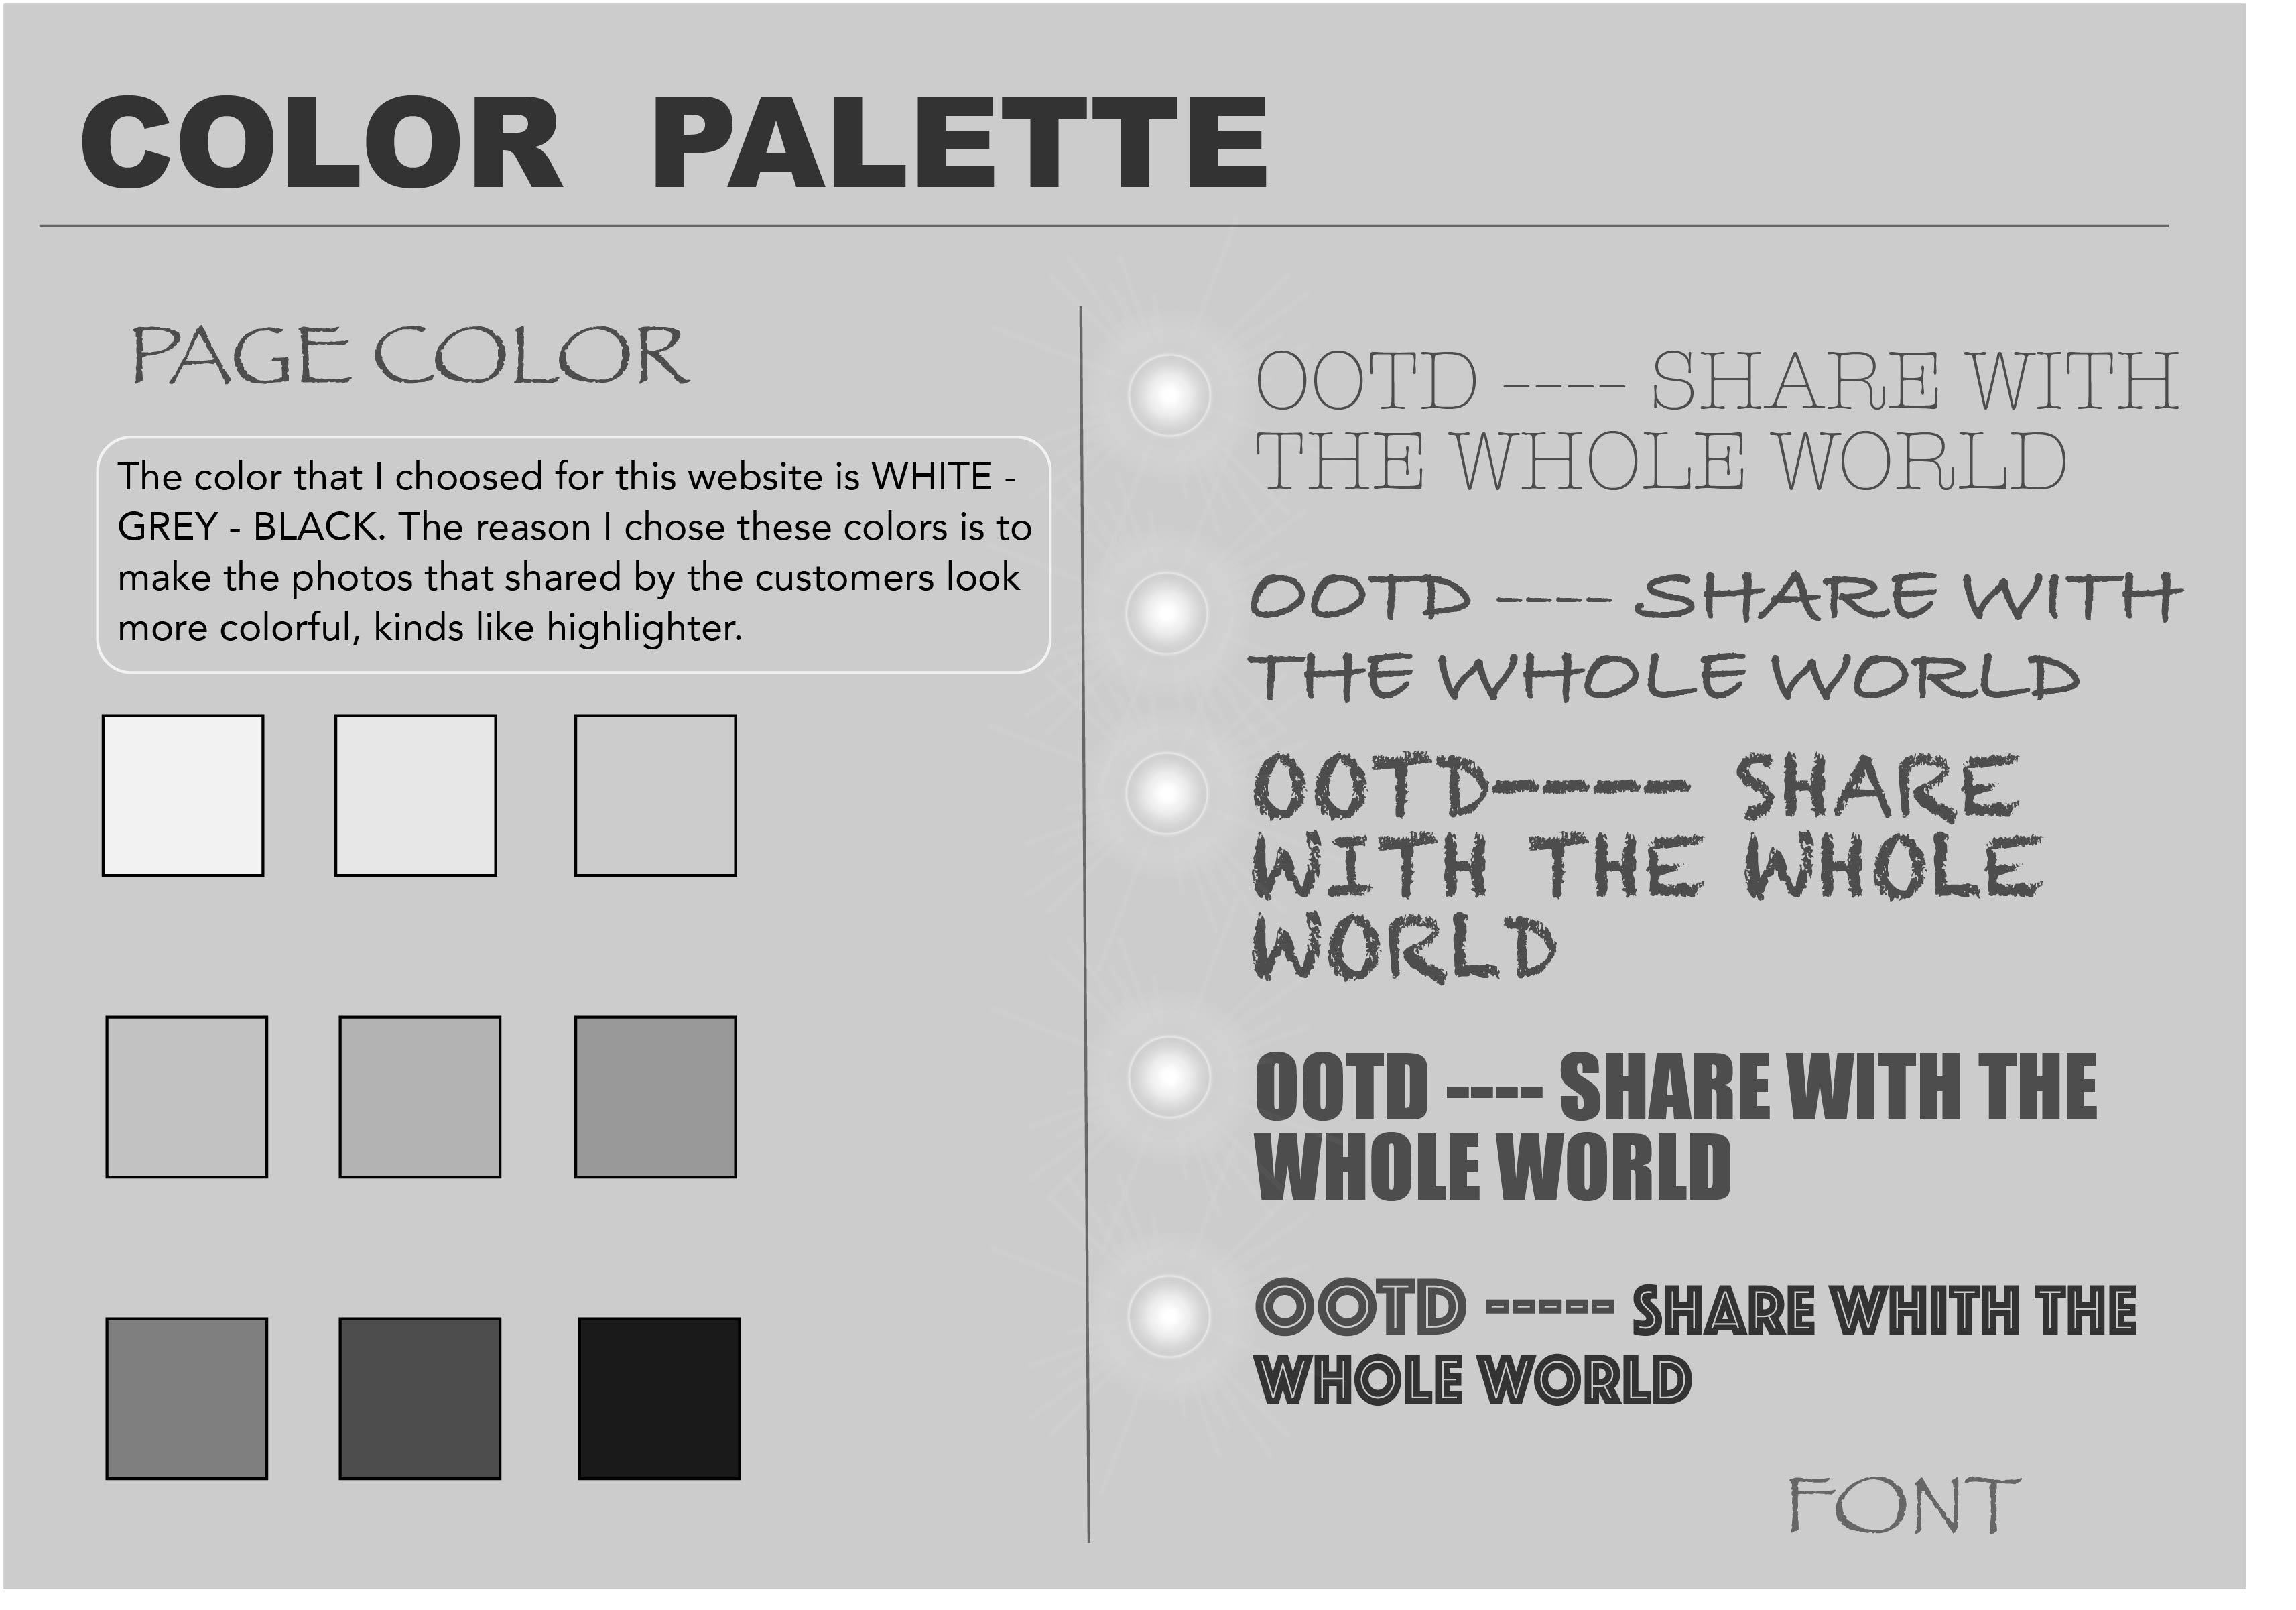 COLOR PALETTE
PAGE COLOR
The color that I choosed for this website is WHITE -
GREY - BLACK. The reason I chose these colors is to
make the photos that shared by the customers look
more colorful, kinds like highlighter.
OOTD ---- SHARE WITH
THE WHOLE WORLD
OOTD ---- SHARE WITH
THE WHOLE WORLD
OOTD----- SHARE
WITH THE WHOLE
WORLD
OOTD ---- SHARE WITH THE
WHOLE WORLD
OOTD ----- SHARE WHITH THE
WHOLE WORLD
FONT